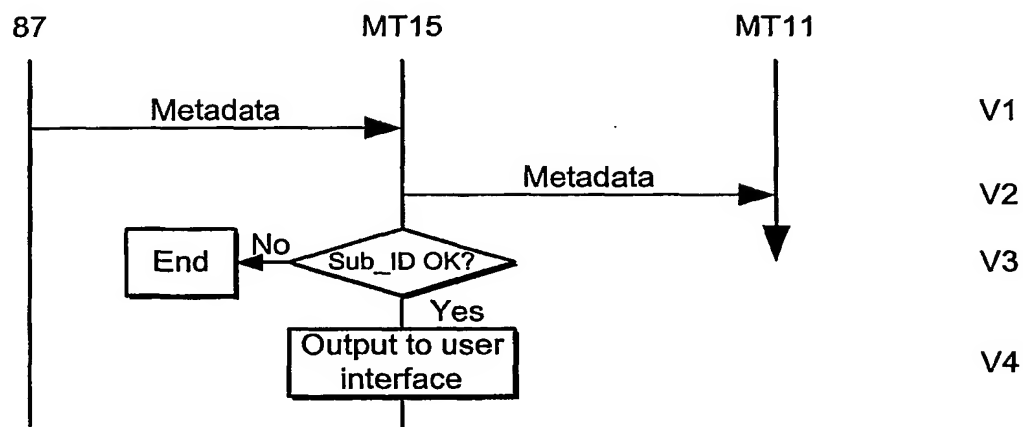 87 MT15 MT11
Metadata V1
Metadata V2
No
End Sub_ID OK? V3
Yes
Output to user
interface V4